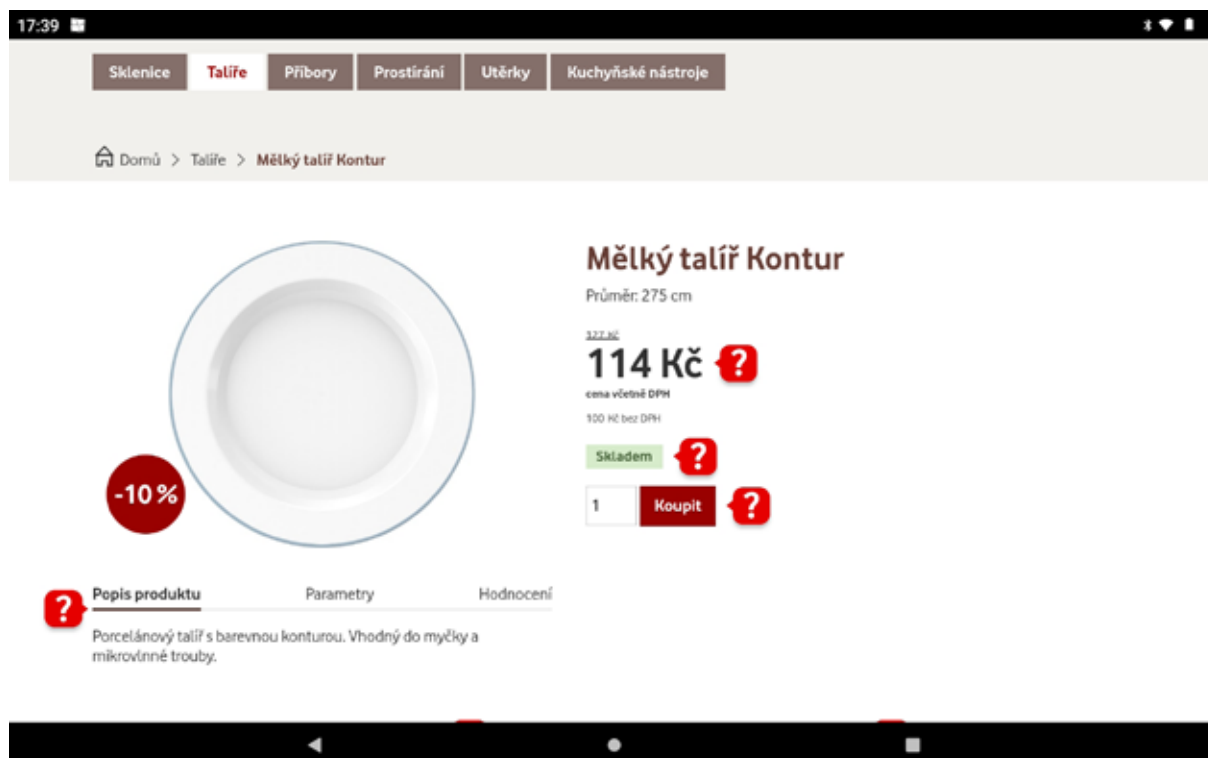 17:39
Sklenice Talíře Příbory Prostírání Utěrky Kuchyňské nástroje
Domů > Talíře > Mělký talíř Kontur
Mělký talíř Kontur
Průměr: 275 cm
327 Kč
114 Kč ?
cena včetně DPH
100 Kč bez DPH
Skladem ?
1 Koupit ?
-10 %
Popis produktu Parametry Hodnocení
?
Porcelánový talíř s barevnou konturou. Vhodný do myčky a
mikrovlnné trouby.